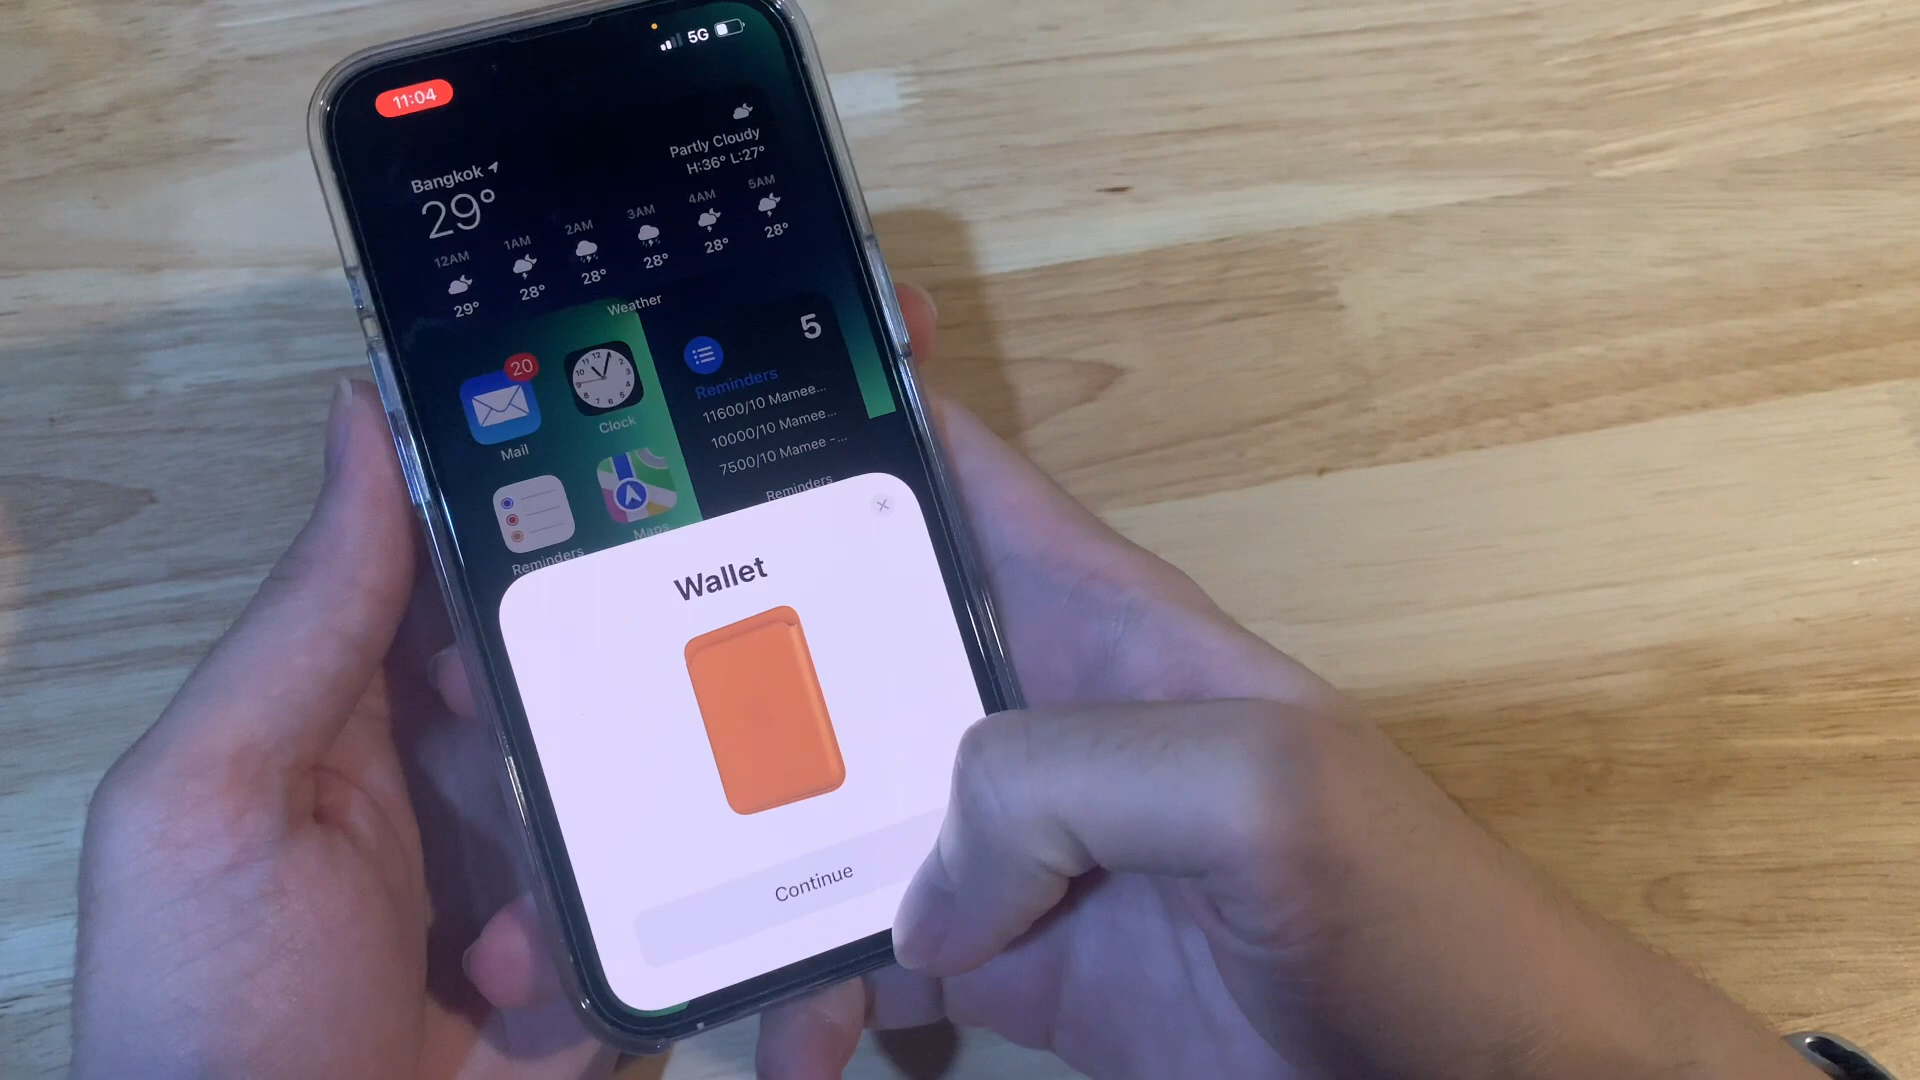 11:04
5G
Bangkok
29°
Partly Cloudy
H:36° L:27°
12AM 1AM 2AM 3AM 4AM 5AM
29° 28° 28° 28° 28° 28°
Weather
20
Mail
Clock
5
Reminders
11600/10 Mamee...
10000/10 Mamee...
7500/10 Mamee -...
Reminders
Reminders
Maps
Wallet
Continue